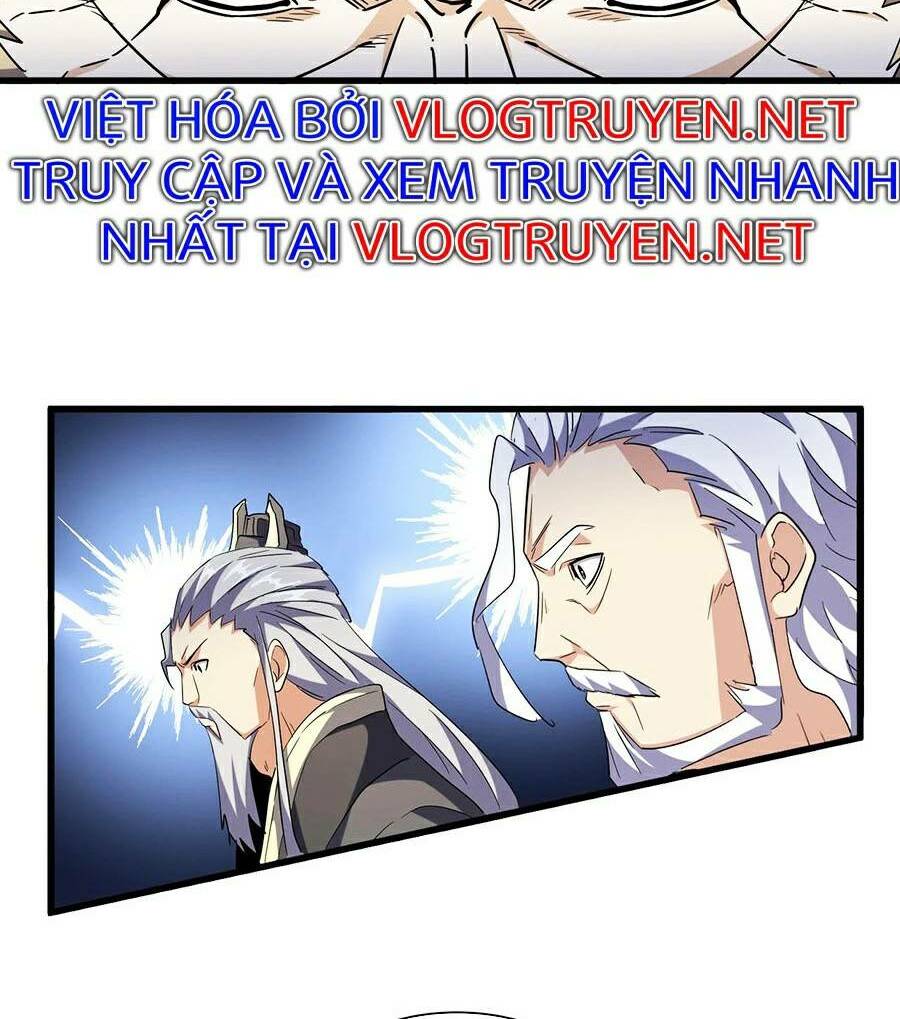 VIỆT HÓA BỞI VLOGTRUYEN.NET
TRUY CẬP VÀ XEM TRUYỆN NHANH
NHẤT TẠI VLOGTRUYEN.NET